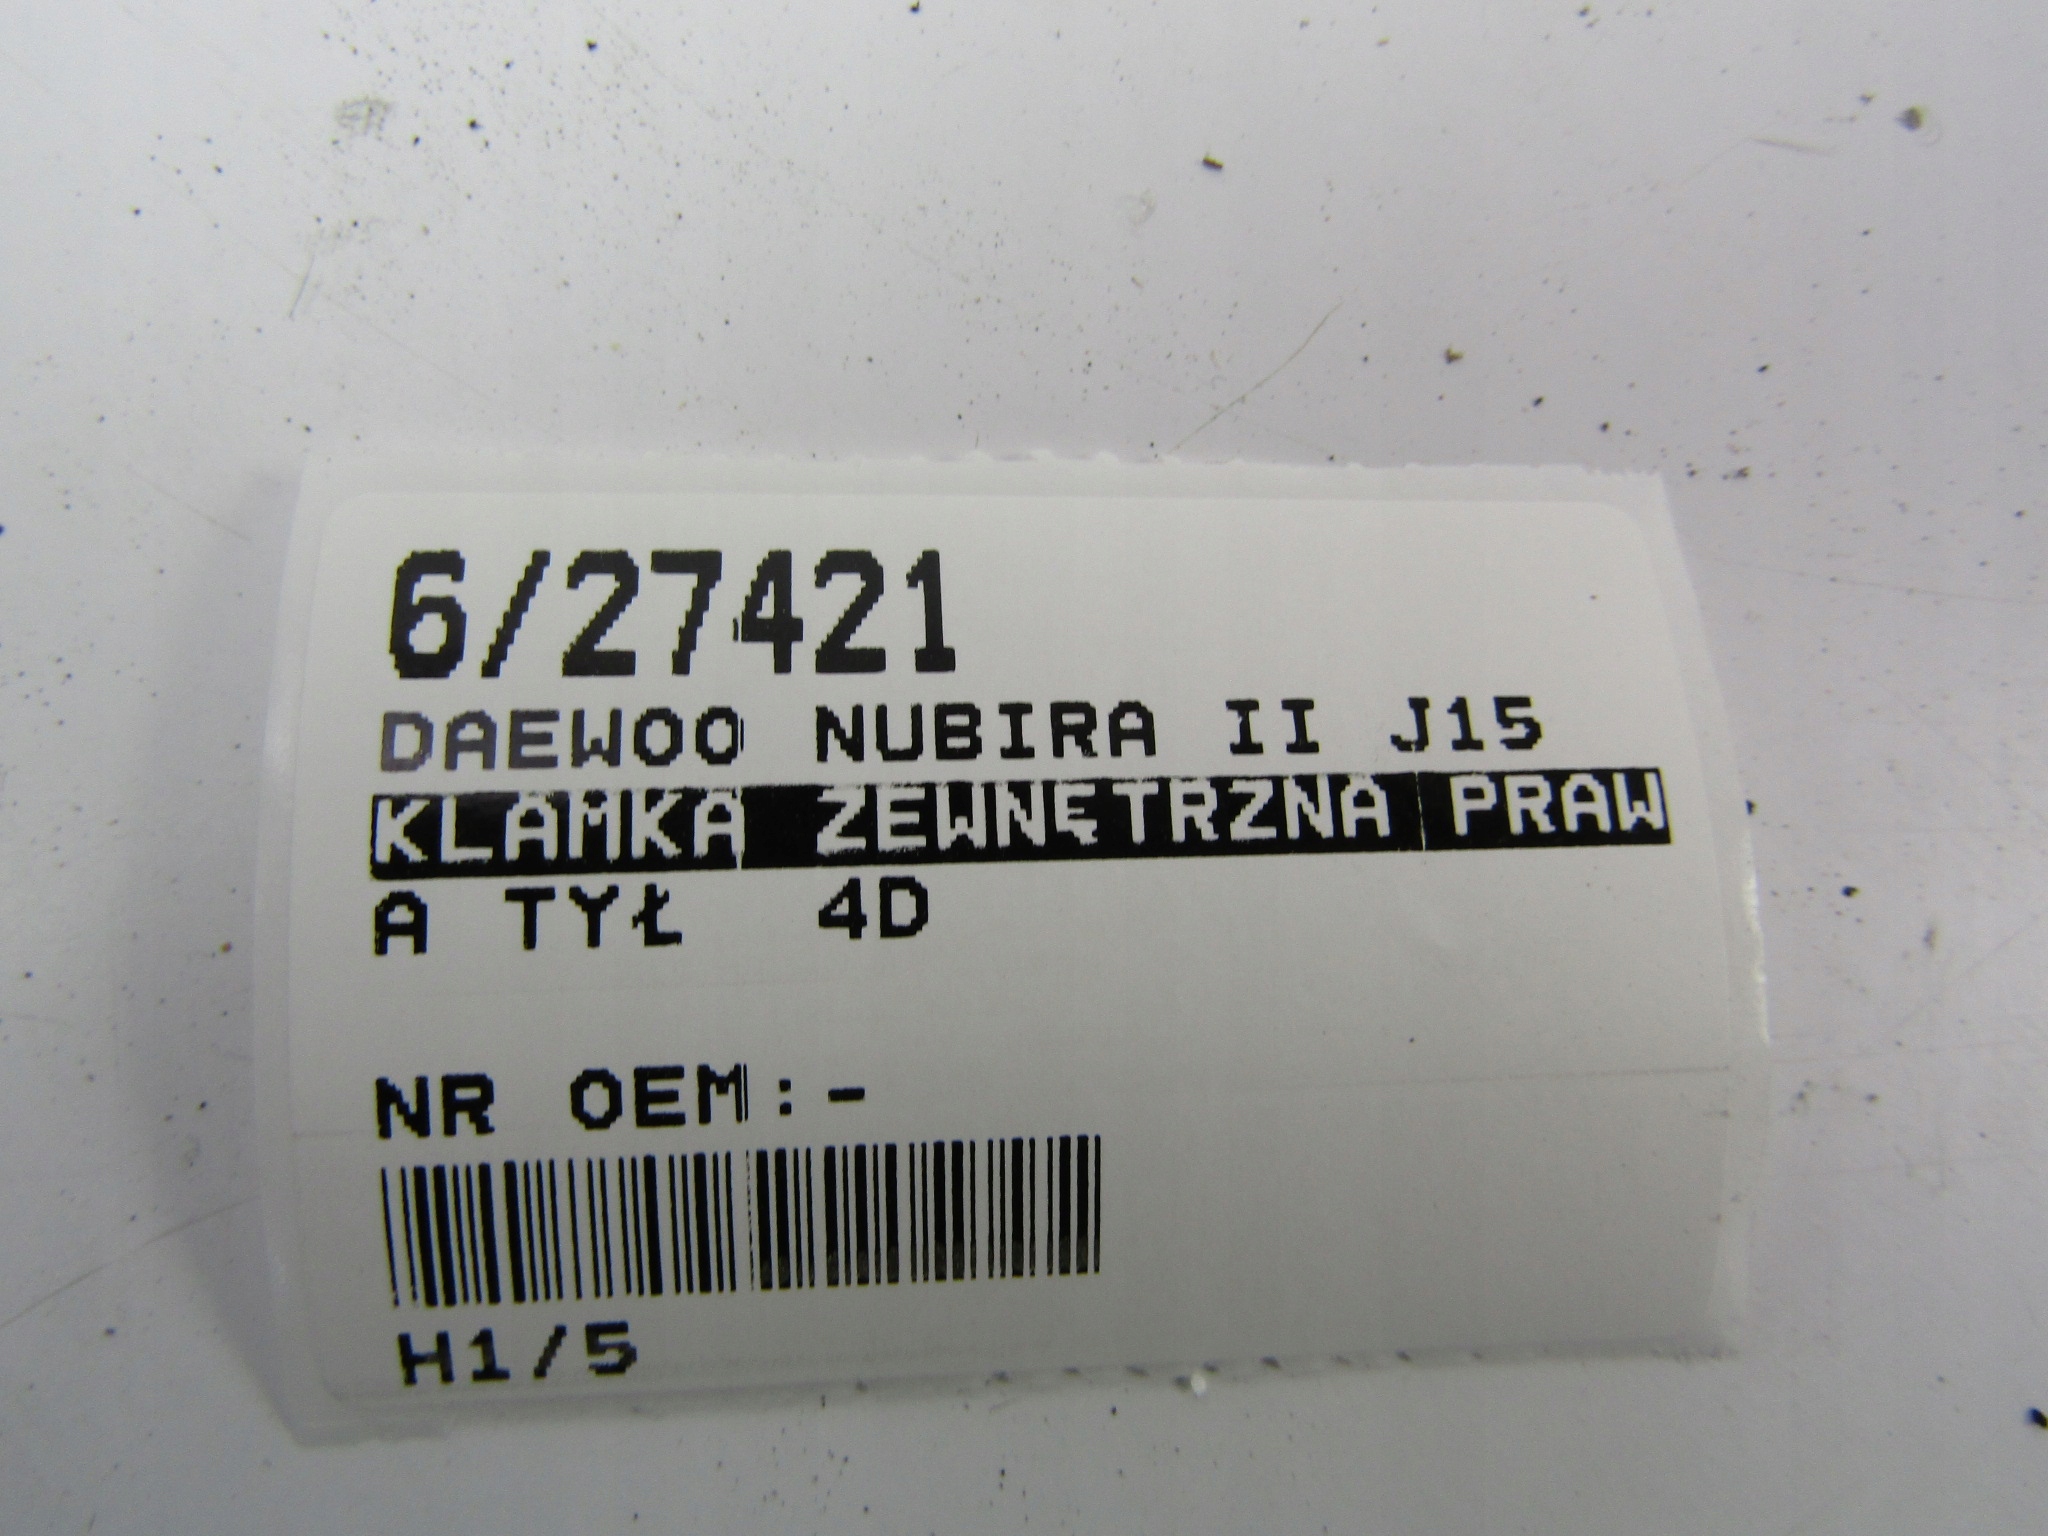 6/27421
DAEWOO NUBIRA II J15
KLAMKA ZEWNĘTRZNA PRAW
A TYŁ 4D
NR OEM:-
H1/5